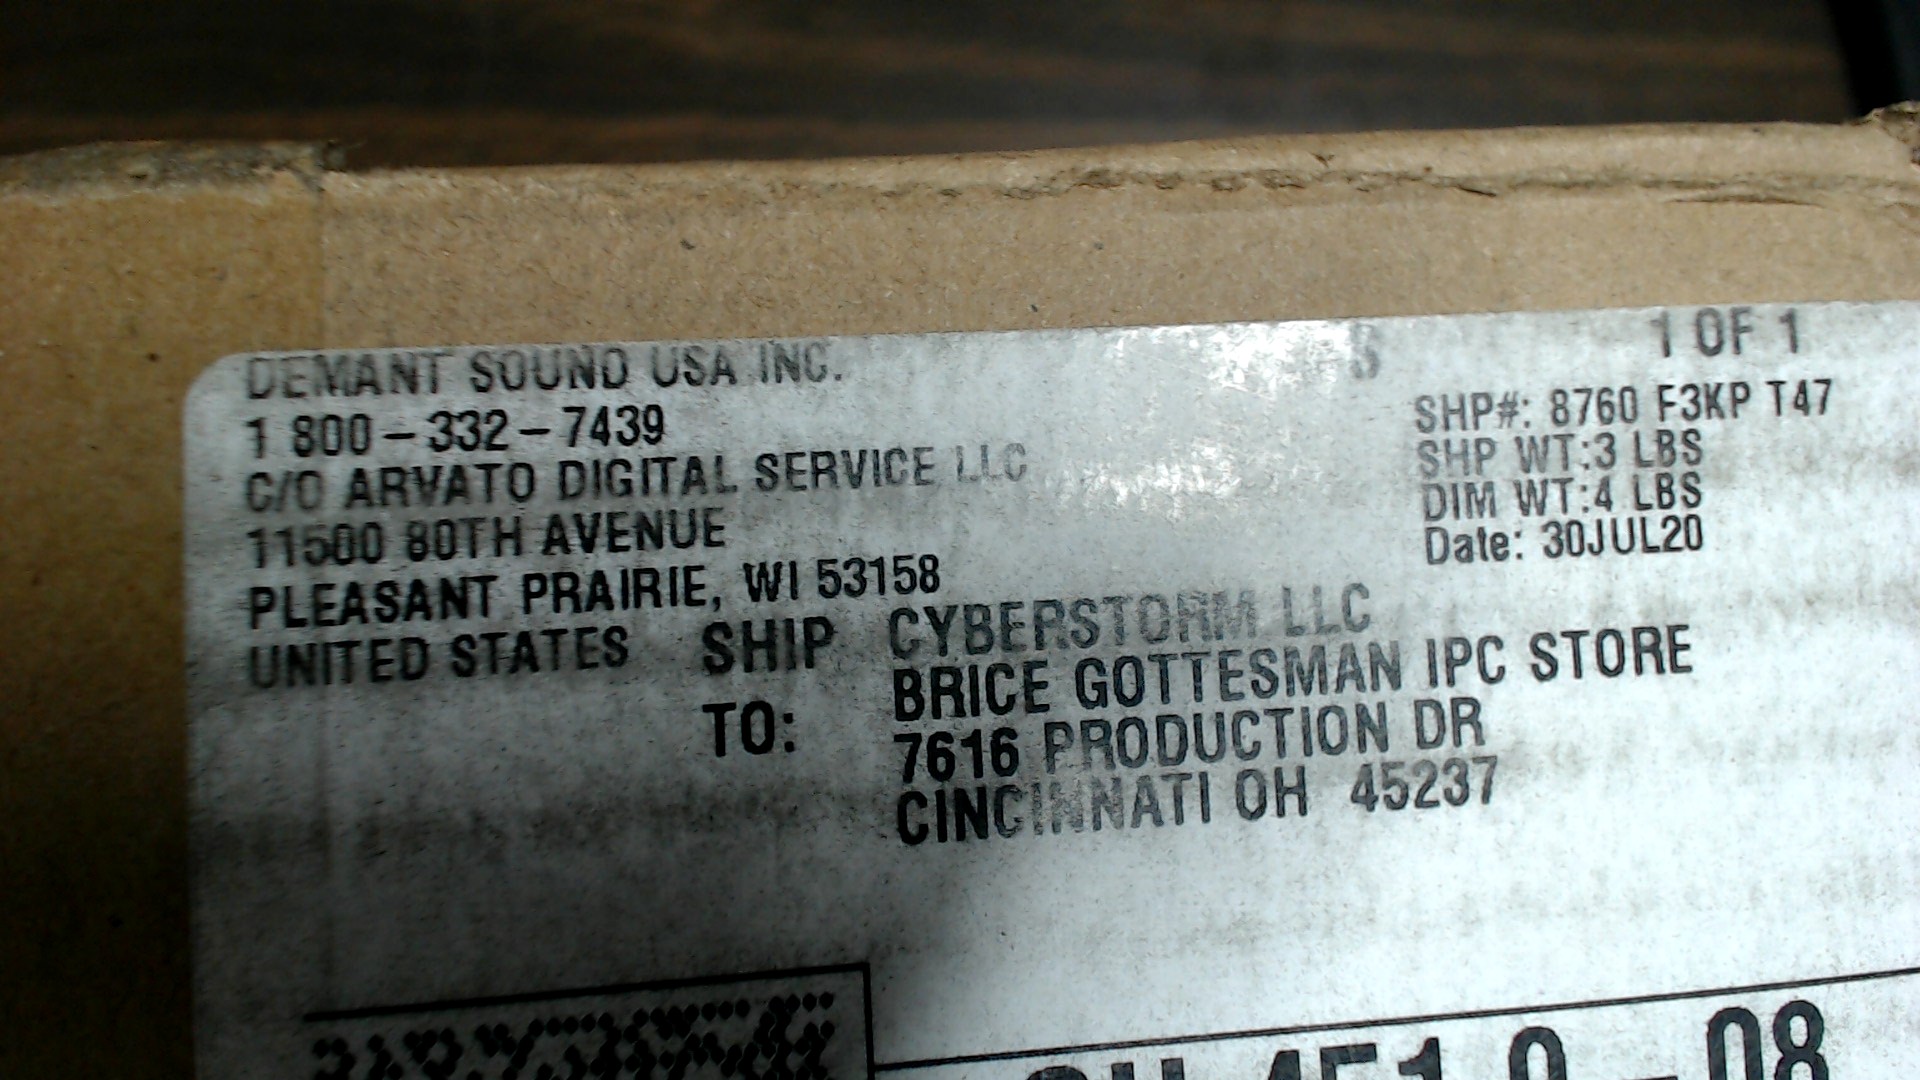 DEMANT SOUND USA INC.
1 800-332-7439
C/O ARVATO DIGITAL SERVICE LLC
11500 80TH AVENUE
PLEASANT PRAIRIE, WI 53158
UNITED STATES
1 OF 1
SHP#: 8760 F3KP T47
SHP WT:3 LBS
DIM WT:4 LBS
Date: 30JUL20
SHIP TO:
CYBERSTORM LLC
BRICE GOTTESMAN IPC STORE
7616 PRODUCTION DR
CINCINNATI OH 45237